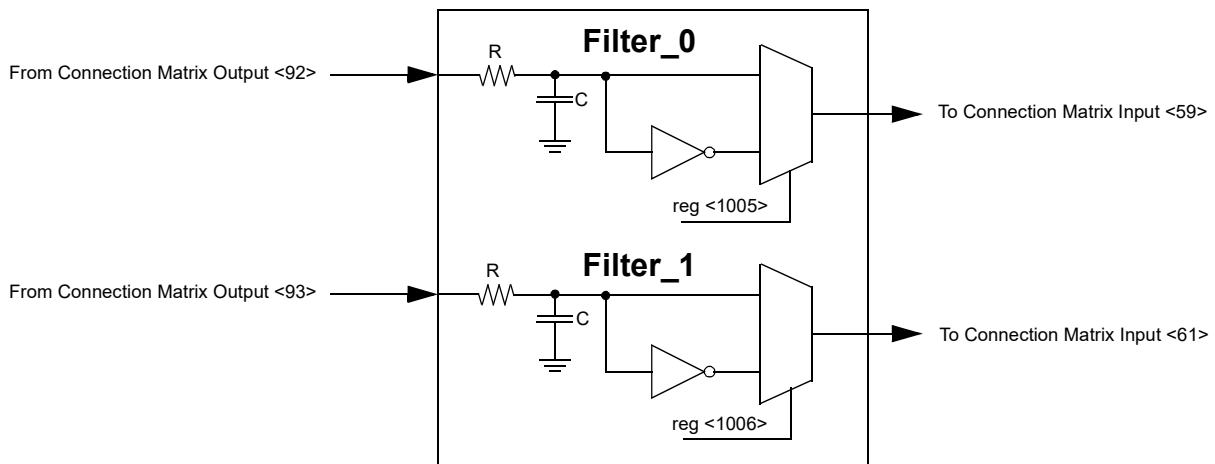 Filter_0
R
From Connection Matrix Output <92>
C
To Connection Matrix Input <59>
reg <1005>
Filter_1
R
From Connection Matrix Output <93>
C
To Connection Matrix Input <61>
reg <1006>